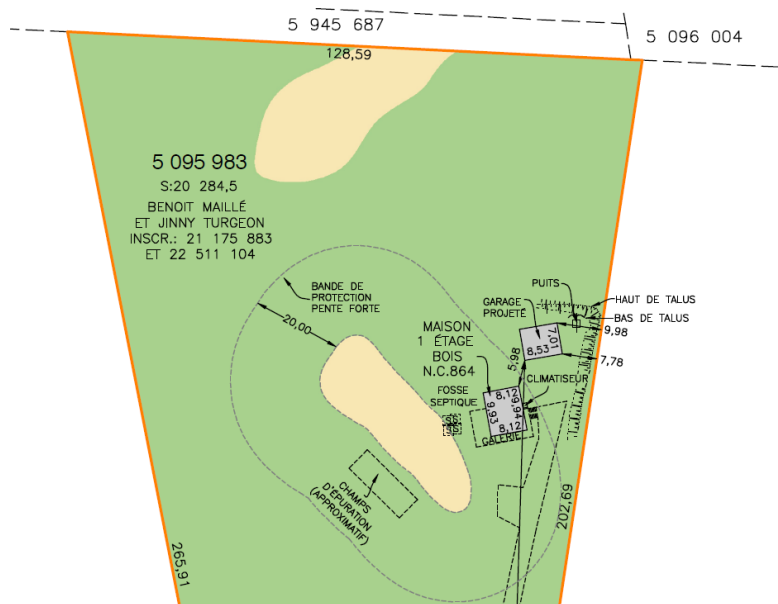 5 945 687
5 096 004
128,59
5 095 983
S:20 284,5
BENOIT MAILLÉ
ET JINNY TURGEON
INSCR.: 21 175 883
ET 22 511 104
BANDE DE
PROTECTION
PENTE FORTE
20,00
PUITS
HAUT DE TALUS
BAS DE TALUS
GARAGE
PROJETÉ
9,98
7,01
8,53
7,78
5,98
MAISON
1 ÉTAGE
BOIS
N.C.864
CLIMATISEUR
FOSSE
SEPTIQUE
8,12
9,94
9,93
8,12
GALERIE
SS
SS
CHAMPS
D'ÉPURATION
(APPROXIMATIF)
202,69
265,91